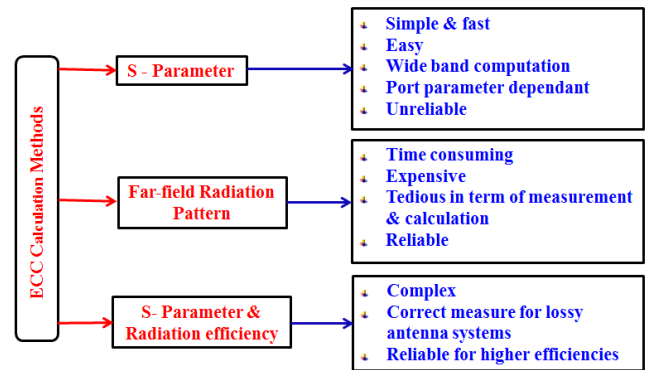 ECC Calculation Methods
S - Parameter
Simple & fast
Easy
Wide band computation
Port parameter dependant
Unreliable
Far-field Radiation
Pattern
Time consuming
Expensive
Tedious in term of measurement
& calculation
Reliable
S- Parameter &
Radiation efficiency
Complex
Correct measure for lossy
antenna systems
Reliable for higher efficiencies